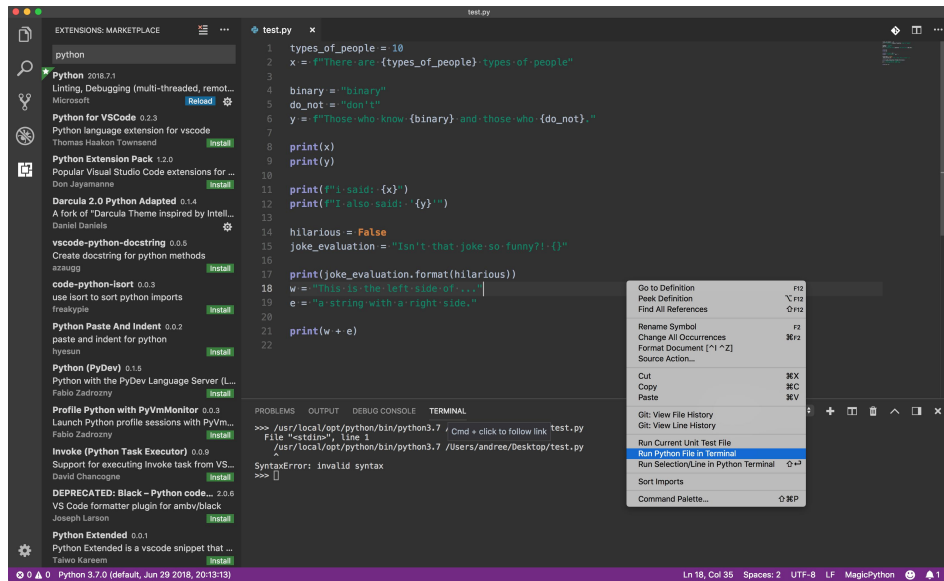 test.py
EXTENSIONS: MARKETPLACE
python
Python 2018.7.1
Linting, Debugging (multi-threaded, remot...
Microsoft Reload
Python for VSCode 0.2.3
Python language extension for vscode
Thomas Haakon Townsend Install
Python Extension Pack 1.2.0
Popular Visual Studio Code extensions for ...
Don Jayamanne Install
Darcula 2.0 Python Adapted 0.1.4
A fork of "Darcula Theme inspired by Intell...
Daniel Daniels
vscode-python-docstring 0.0.5
Create docstring for python methods
azaugg Install
code-python-isort 0.0.3
use isort to sort python imports
freakypie Install
Python Paste And Indent 0.0.2
paste and indent for python
hyesun Install
Python (PyDev) 0.1.5
Python with the PyDev Language Server (L...
Fabio Zadrozny Install
Profile Python with PyVmMonitor 0.0.3
Launch Python profile sessions with PyVm...
Fabio Zadrozny Install
Invoke (Python Task Executor) 0.0.9
Support for executing Invoke task from VS...
David Chancogne Install
DEPRECATED: Black – Python code... 2.0.6
VS Code formatter plugin for ambv/black
Joseph Larson Install
Python Extended 0.0.1
Python Extended is a vscode snippet that ...
Taiwo Kareem Install
test.py ×
1 types_of_people = 10
2 x = f"There are {types_of_people} types of people"
3
4 binary = "binary"
5 do_not = "don't"
6 y = f"Those who know {binary} and those who {do_not}."
7
8 print(x)
9 print(y)
10
11 print(f"i said: {x}")
12 print(f"I also said: '{y}'")
13
14 hilarious = False
15 joke_evaluation = "Isn't that joke so funny?! {}"
16
17 print(joke_evaluation.format(hilarious))
18 w = "This is the left side of ..."
19 e = "a string with a right side."
20
21 print(w + e)
22
Go to Definition F12
Peek Definition ⌥F12
Find All References ⇧F12
Rename Symbol F2
Change All Occurrences ⌘F2
Format Document [^I ^Z]
Source Action...
Cut ⌘X
Copy ⌘C
Paste ⌘V
Git: View File History
Git: View Line History
Run Current Unit Test File
Run Python File in Terminal
Run Selection/Line in Python Terminal ⇧⏎
Sort Imports
Command Palette... ⇧⌘P
PROBLEMS OUTPUT DEBUG CONSOLE TERMINAL
>>> /usr/local/opt/python/bin/python3.7 / test.py
Cmd + click to follow link
File "<stdin>", line 1
/usr/local/opt/python/bin/python3.7 /Users/andree/Desktop/test.py
^
SyntaxError: invalid syntax
>>>
0 0 Python 3.7.0 (default, Jun 29 2018, 20:13:13)
Ln 18, Col 35 Spaces: 2 UTF-8 LF MagicPython 1